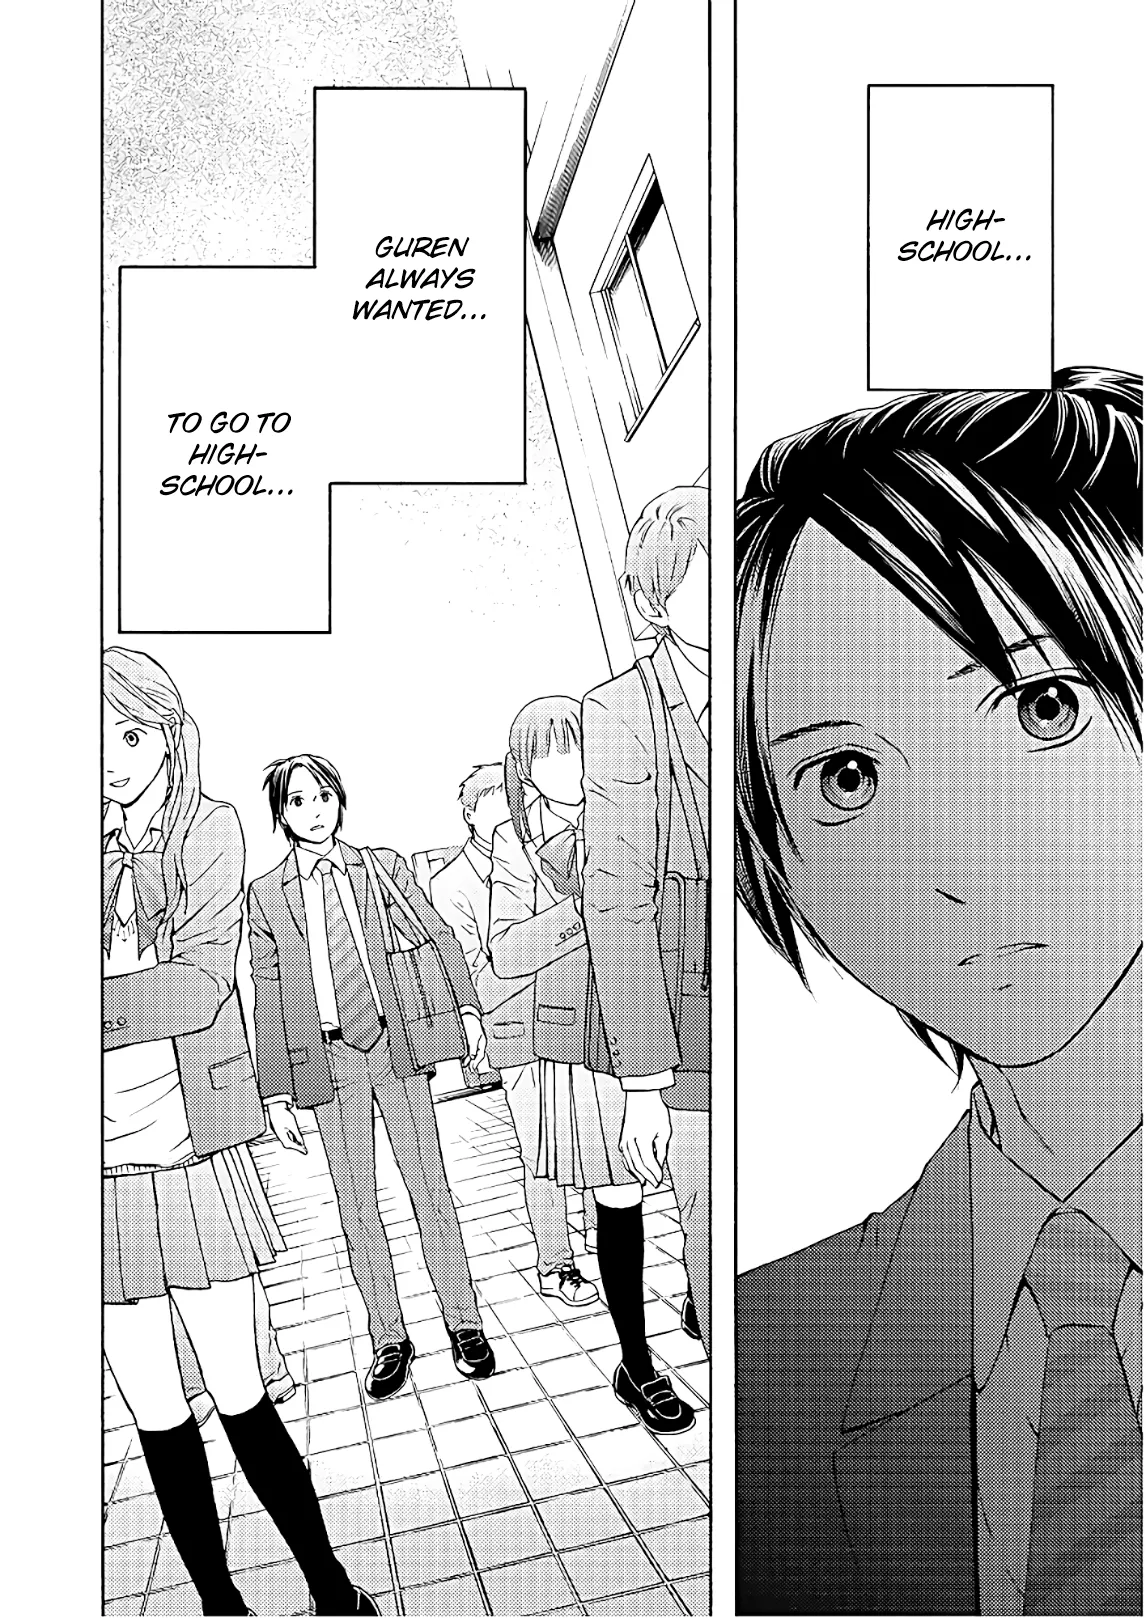 HIGH-
SCHOOL...
GUREN
ALWAYS
WANTED...
TO GO TO
HIGH-
SCHOOL...